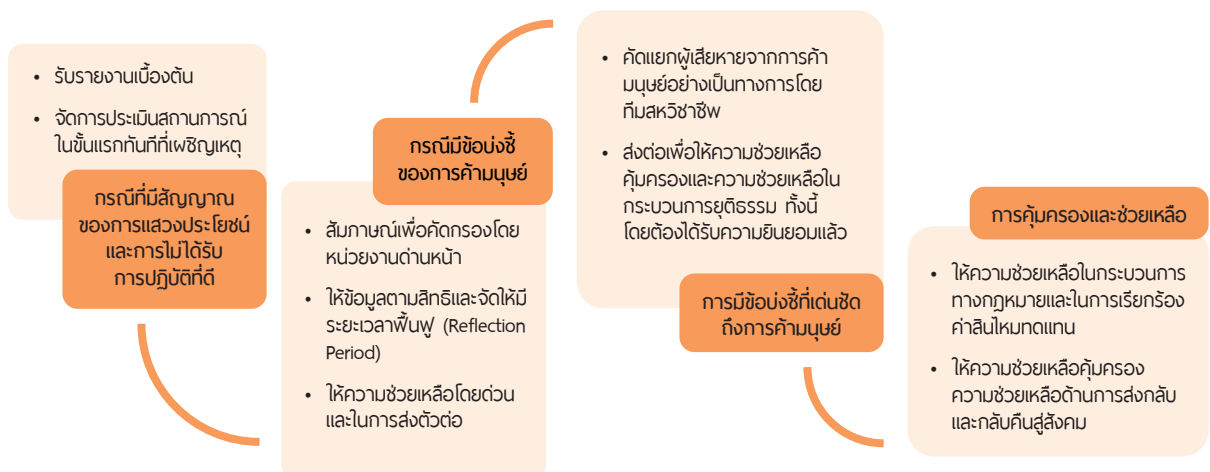 • รับรายงานเบื้องต้น
• จัดการประเมินสถานการณ์
ในขั้นแรกทันทีที่เผชิญเหตุ
กรณีที่มีสัญญาณ
ของการแสวงประโยชน์
และการไม่ได้รับ
การปฏิบัติที่ดี
กรณีมีข้อบ่งชี้
ของการค้ามนุษย์
• สัมภาษณ์เพื่อคัดกรองโดย
หน่วยงานด่านหน้า
• ให้ข้อมูลตามสิทธิและจัดให้มี
ระยะเวลาฟื้นฟู (Reflection
Period)
• ให้ความช่วยเหลือโดยด่วน
และในการส่งตัวต่อ
• คัดแยกผู้เสียหายจากการค้า
มนุษย์อย่างเป็นทางการโดย
ทีมสหวิชาชีพ
• ส่งต่อเพื่อให้ความช่วยเหลือ
คุ้มครองและความช่วยเหลือใน
กระบวนการยุติธรรม ทั้งนี้
โดยต้องได้รับความยินยอมแล้ว
การมีข้อบ่งชี้ที่เด่นชัด
ถึงการค้ามนุษย์
การคุ้มครองและช่วยเหลือ
• ให้ความช่วยเหลือในกระบวนการ
ทางกฎหมายและในการเรียกร้อง
ค่าสินไหมทดแทน
• ให้ความช่วยเหลือคุ้มครอง
ความช่วยเหลือด้านการส่งกลับ
และกลับคืนสู่สังคม